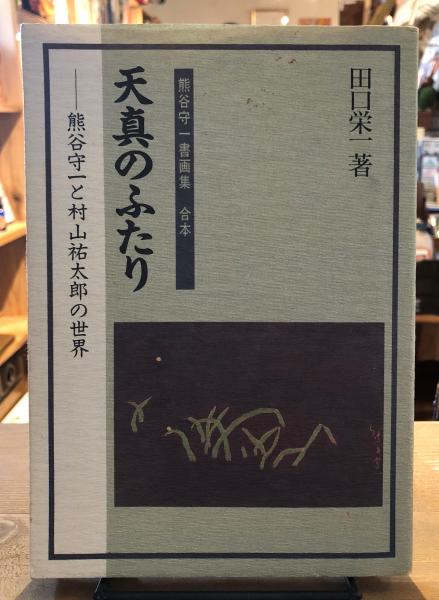 田口栄一 著
熊谷守一書画集 合本
天真のふたり
──熊谷守一と村山祐太郎の世界